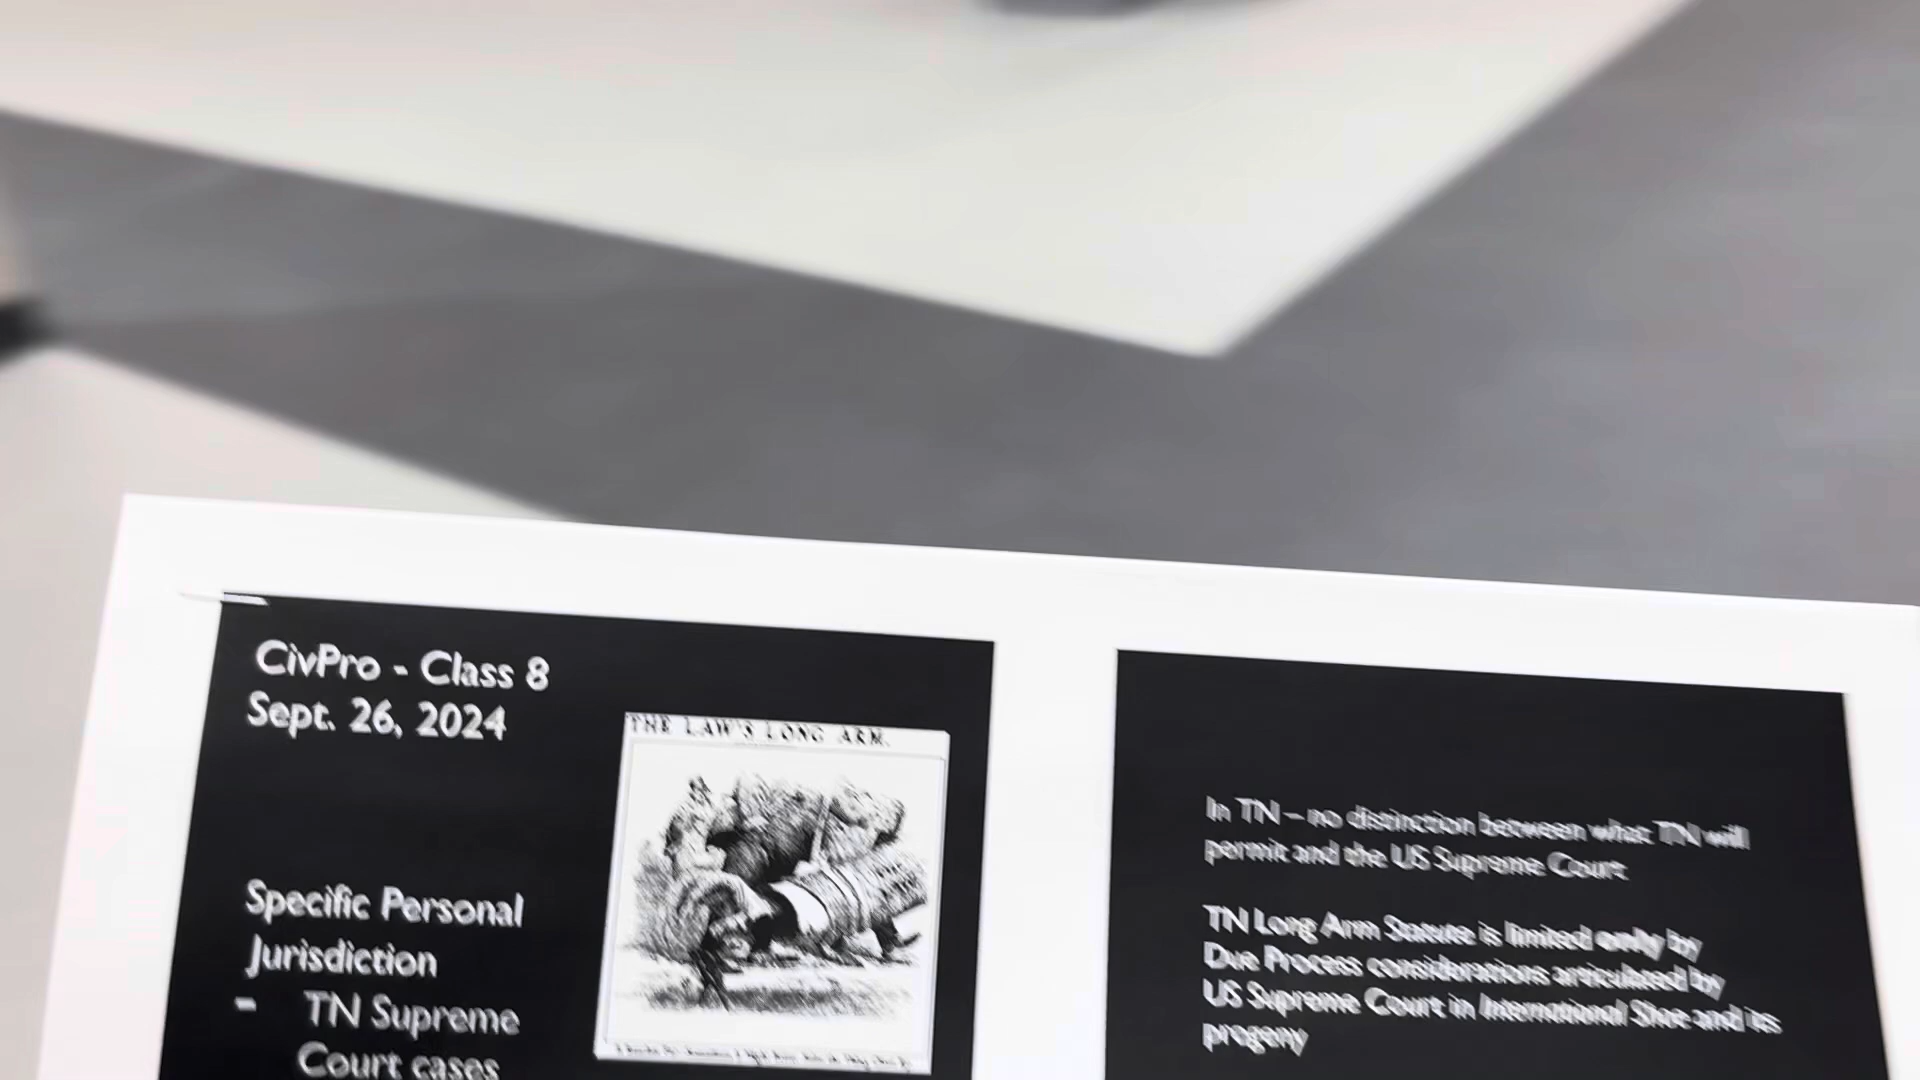 CivPro - Class 8
Sept. 26, 2024
THE LAW'S LONG ARM.
Specific Personal
Jurisdiction
- TN Supreme
Court cases
In TN – no distinction between what TN will
permit and the US Supreme Court
TN Long Arm Statute is limited only by
Due Process considerations articulated by
US Supreme Court in International Shoe and its
progeny